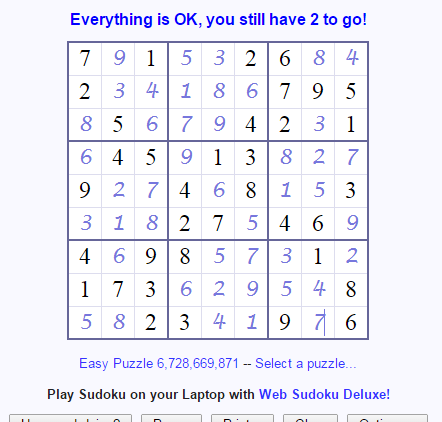 Everything is OK, you still have 2 to go!
7 9 1 5 3 2 6 8 4
2 3 4 1 8 6 7 9 5
8 5 6 7 9 4 2 3 1
6 4 5 9 1 3 8 2 7
9 2 7 4 6 8 1 5 3
3 1 8 2 7 5 4 6 9
4 6 9 8 5 7 3 1 2
1 7 3 6 2 9 5 4 8
5 8 2 3 4 1 9 7 6
Easy Puzzle 6,728,669,871 -- Select a puzzle...
Play Sudoku on your Laptop with Web Sudoku Deluxe!